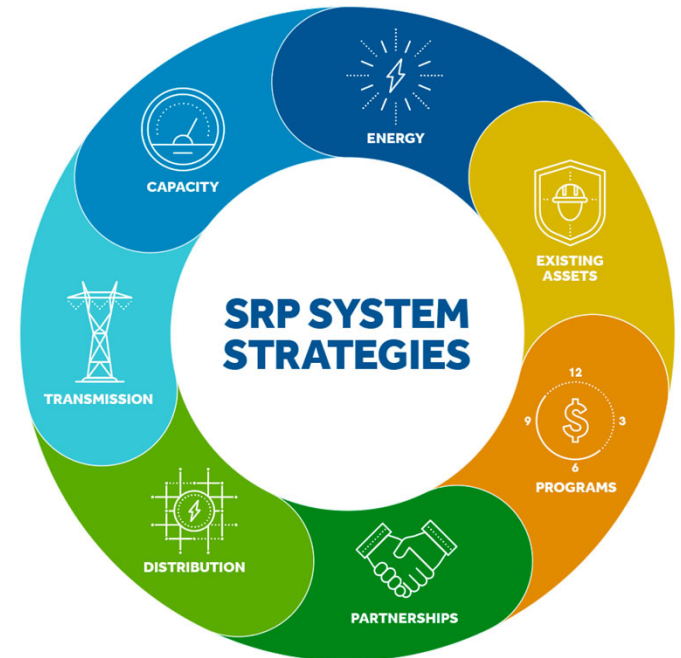 SRP SYSTEM
STRATEGIES
ENERGY
EXISTING
ASSETS
12
9
3
6
$
PROGRAMS
PARTNERSHIPS
DISTRIBUTION
TRANSMISSION
CAPACITY